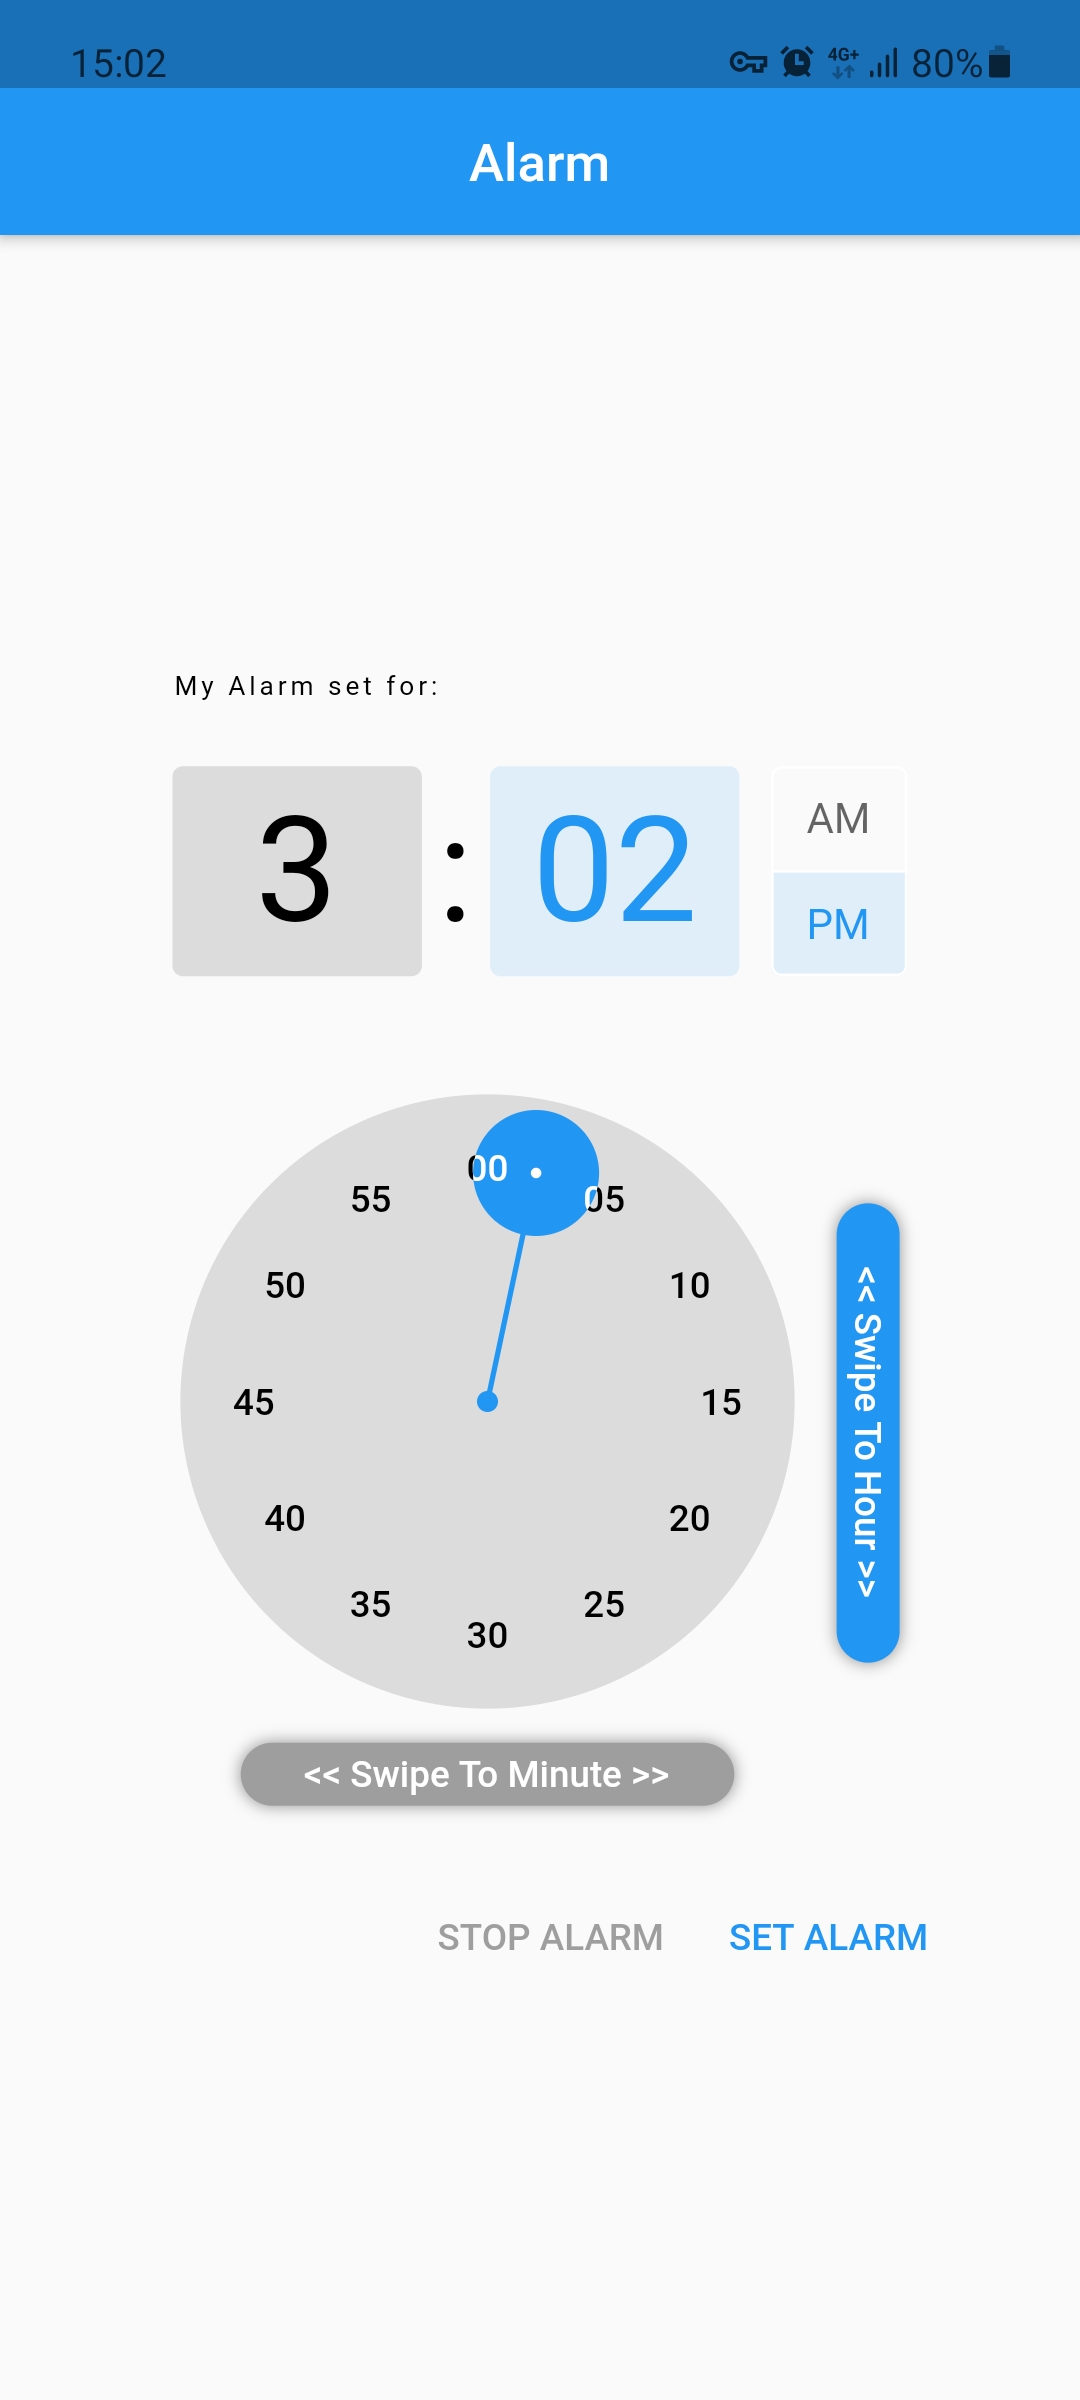 15:02 4G+ 80%
Alarm
My Alarm set for:
3 : 02
AM
PM
00
55 05
50 10
45 15
40 20
35 25
30
<< Swipe To Hour >>
<< Swipe To Minute >>
STOP ALARM SET ALARM